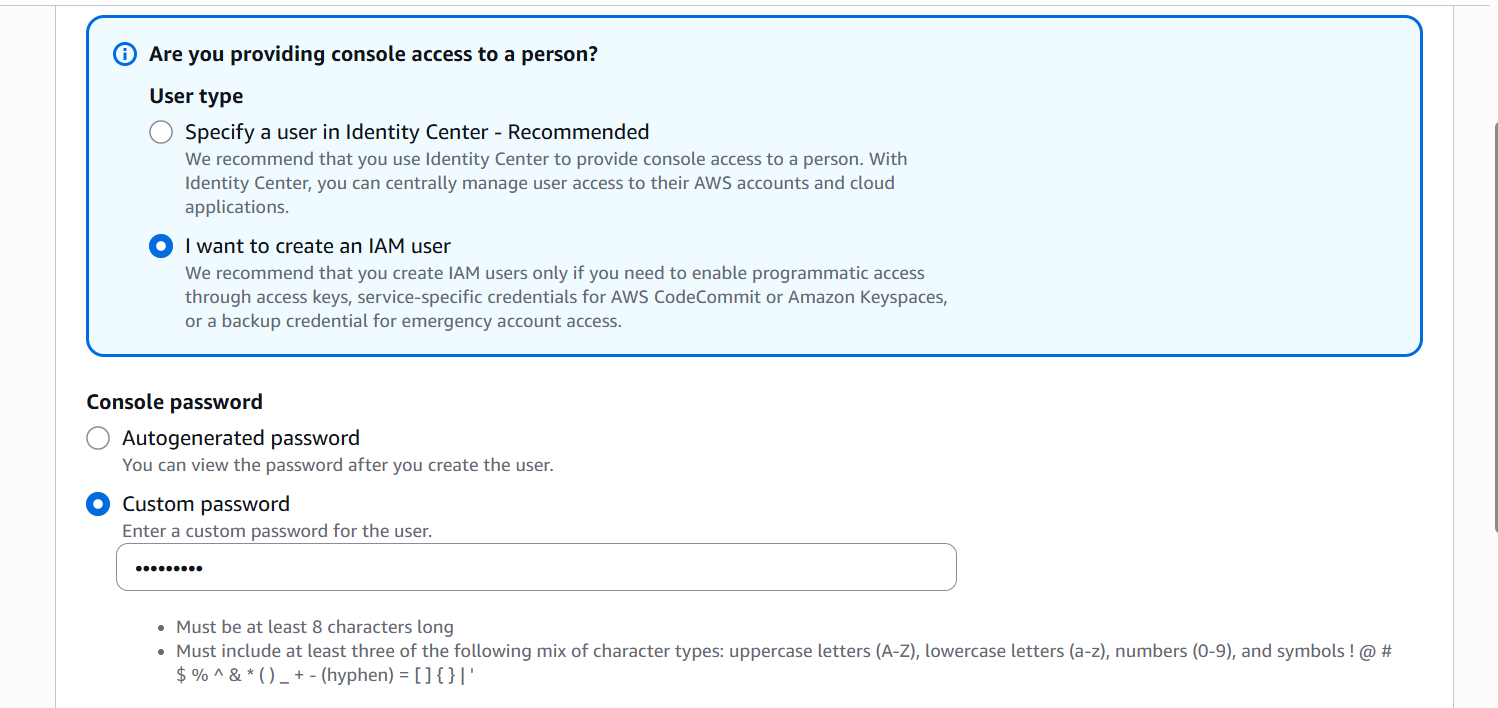 Are you providing console access to a person?
User type
Specify a user in Identity Center - Recommended
We recommend that you use Identity Center to provide console access to a person. With
Identity Center, you can centrally manage user access to their AWS accounts and cloud
applications.
I want to create an IAM user
We recommend that you create IAM users only if you need to enable programmatic access
through access keys, service-specific credentials for AWS CodeCommit or Amazon Keyspaces,
or a backup credential for emergency account access.
Console password
Autogenerated password
You can view the password after you create the user.
Custom password
Enter a custom password for the user.
•••••••••
• Must be at least 8 characters long
• Must include at least three of the following mix of character types: uppercase letters (A-Z), lowercase letters (a-z), numbers (0-9), and symbols ! @ #
$ % ^ & * ( ) _ + - (hyphen) = [ ] { } | '